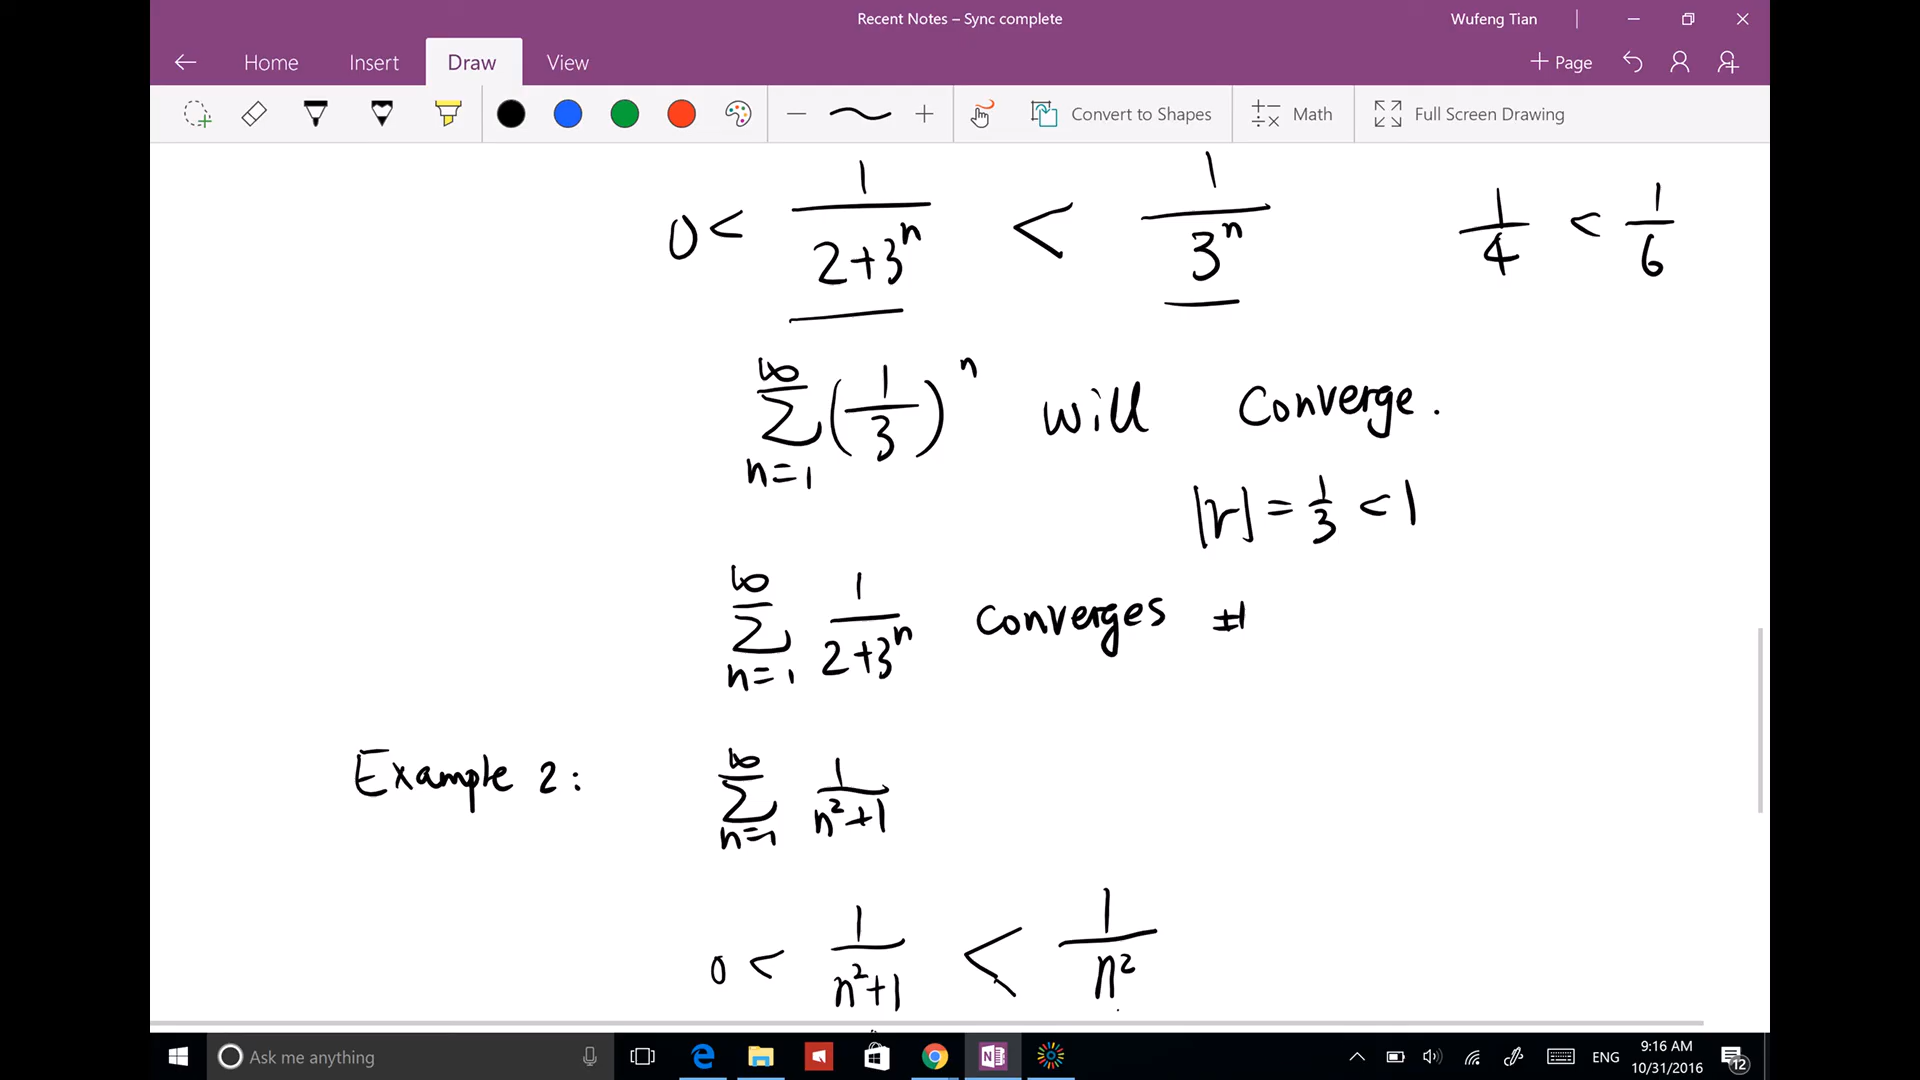 Recent Notes – Sync complete
Wufeng Tian
Home Insert Draw View
+ Page
Convert to Shapes
Math
Full Screen Drawing
0 < 1/(2+3^n) < 1/3^n
1/4 < 1/6
∞
∑ (1/3)^n will converge.
n=1
|r| = 1/3 < 1
∞
∑ 1/(2+3^n) converges #
n=1
Example 2:
∞
∑ 1/(n²+1)
n=1
0 < 1/(n²+1) < 1/n²
Ask me anything
ENG
9:16 AM
10/31/2016
12